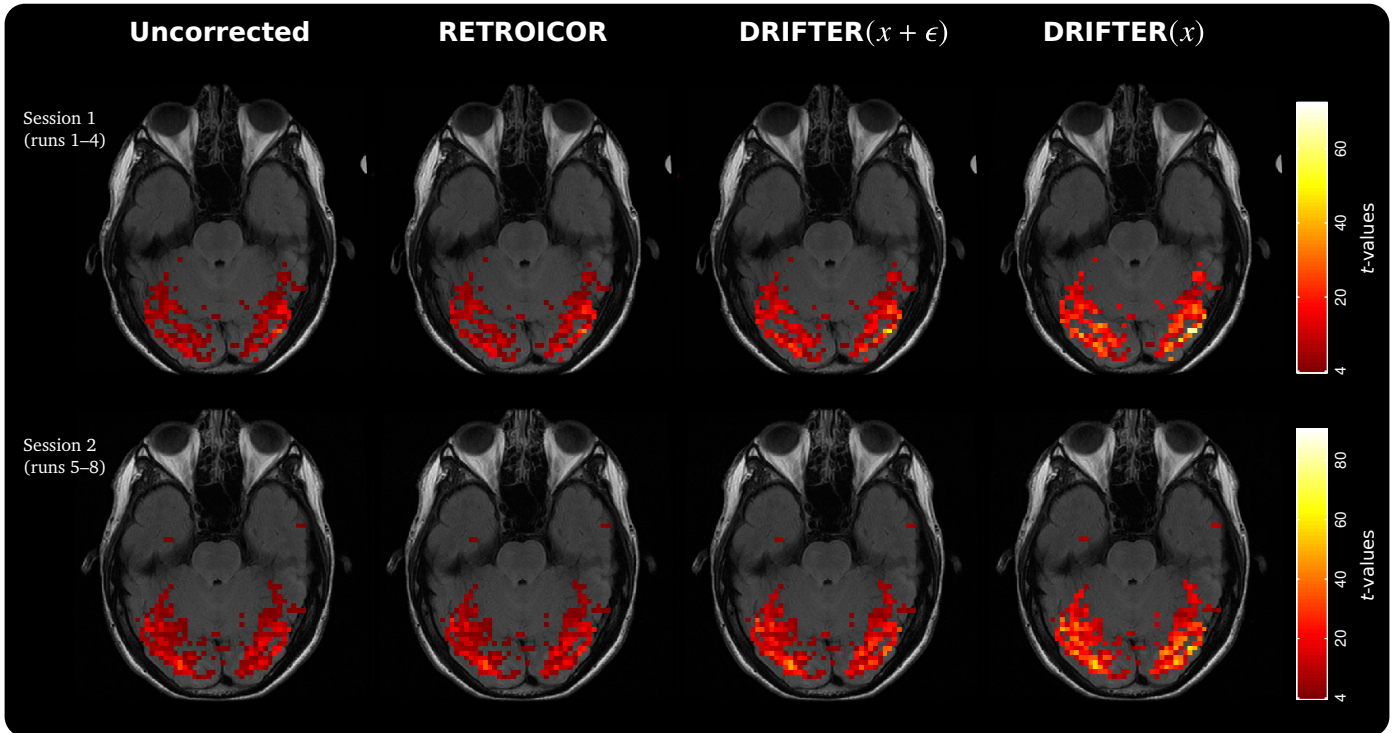 Uncorrected RETROICOR DRIFTER(x + ϵ) DRIFTER(x)
Session 1
(runs 1–4)
60
40
20
4
t-values
Session 2
(runs 5–8)
80
60
40
20
4
t-values